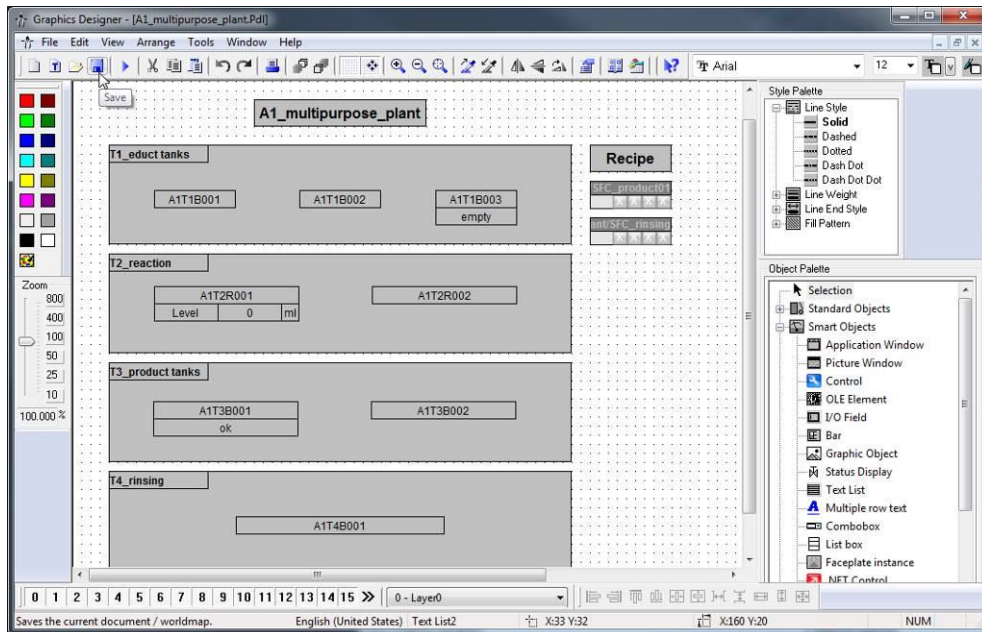 Graphics Designer - [A1_multipurpose_plant.Pdl]
File Edit View Arrange Tools Window Help
Arial 12
Save
A1_multipurpose_plant
T1_educt tanks
A1T1B001 A1T1B002 A1T1B003
empty
Recipe
SFC_product01
X X X X
ant/SFC_rinsing
X X X X
T2_reaction
A1T2R001 A1T2R002
Level 0 ml
T3_product tanks
A1T3B001 A1T3B002
ok
T4_rinsing
A1T4B001
Zoom
800
400
100
50
25
10
100.000 %
Style Palette
Line Style
Solid
Dashed
Dotted
Dash Dot
Dash Dot Dot
Line Weight
Line End Style
Fill Pattern
Object Palette
Selection
Standard Objects
Smart Objects
Application Window
Picture Window
Control
OLE Element
I/O Field
Bar
Graphic Object
Status Display
Text List
Multiple row text
Combobox
List box
Faceplate instance
.NET Control
0 1 2 3 4 5 6 7 8 9 10 11 12 13 14 15 0 - Layer0
Saves the current document / worldmap. English (United States) Text List2 X:33 Y:32 X:160 Y:20 NUM